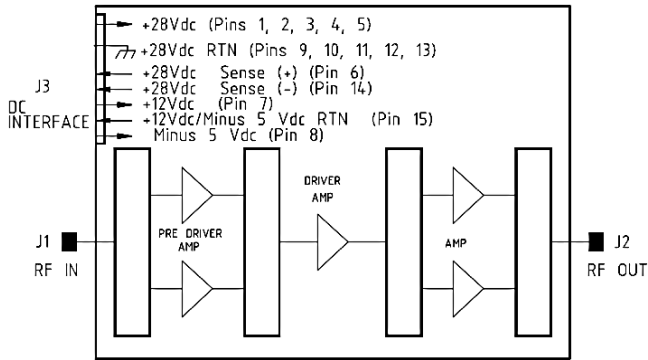 +28Vdc (Pins 1, 2, 3, 4, 5)
+28Vdc RTN (Pins 9, 10, 11, 12, 13)
+28Vdc Sense (+) (Pin 6)
+28Vdc Sense (-) (Pin 14)
+12Vdc (Pin 7)
+12Vdc/Minus 5 Vdc RTN (Pin 15)
Minus 5 Vdc (Pin 8)
J3
DC
INTERFACE
DRIVER
AMP
PRE DRIVER
AMP
AMP
J1
RF IN
J2
RF OUT